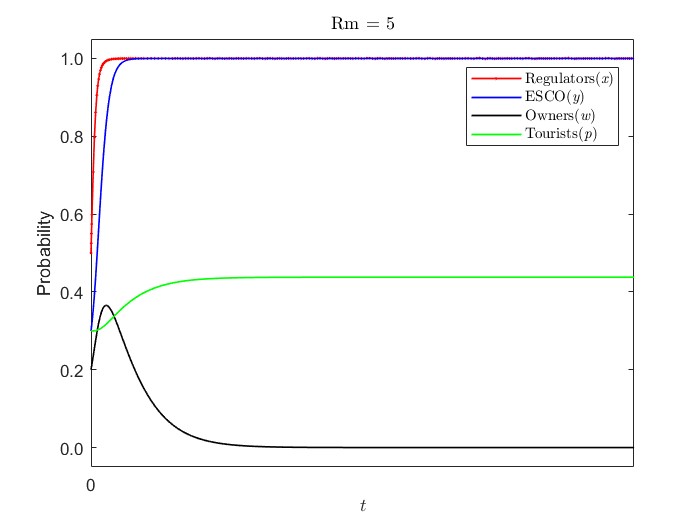 Rm = 5
1.0
Regulators(x)
ESCO(y)
Owners(w)
Tourists(p)
0.8
0.6
Probability
0.4
0.2
0.0
0
t